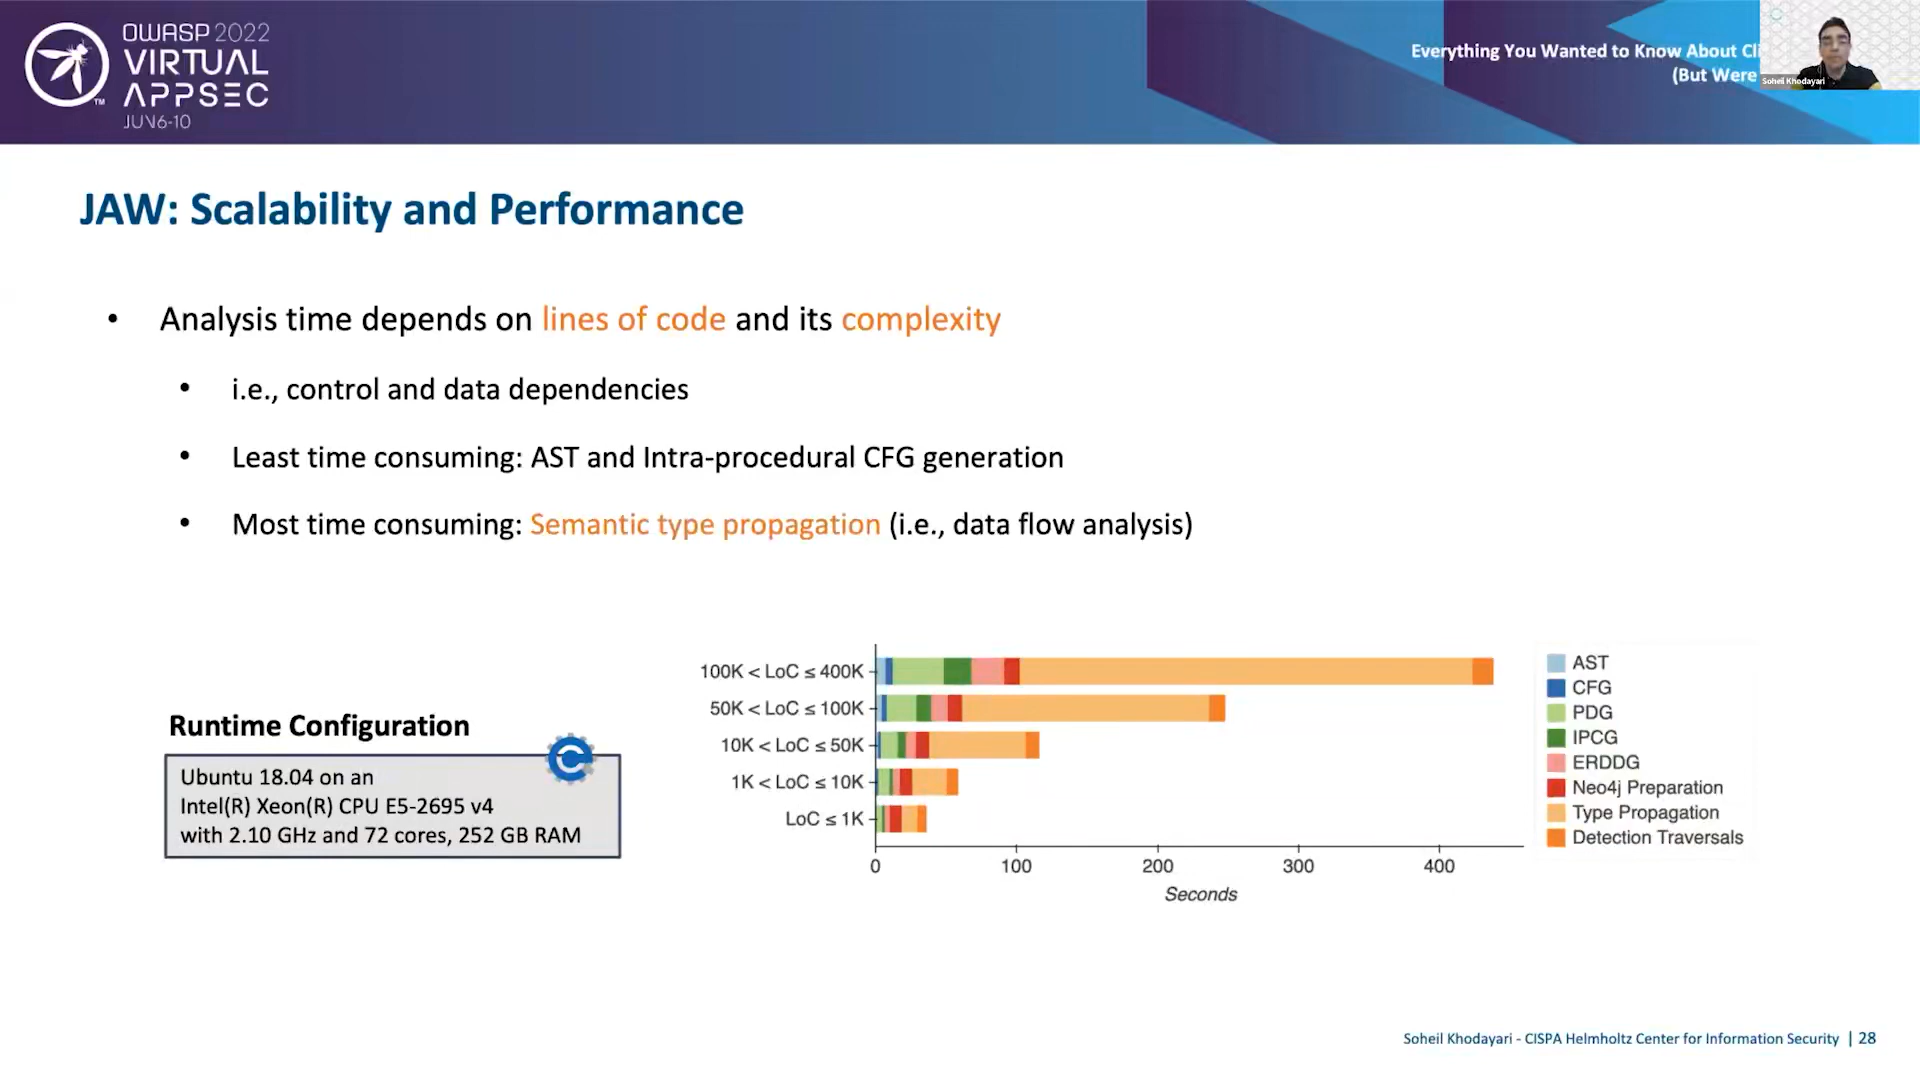 OWASP 2022
VIRTUAL
APPSEC
JUN 6-10
TM
Everything You Wanted to Know About
(But Were
Soheil Khodayari
JAW: Scalability and Performance
• Analysis time depends on lines of code and its complexity
• i.e., control and data dependencies
• Least time consuming: AST and Intra-procedural CFG generation
• Most time consuming: Semantic type propagation (i.e., data flow analysis)
Runtime Configuration
Ubuntu 18.04 on an
Intel(R) Xeon(R) CPU E5-2695 v4
with 2.10 GHz and 72 cores, 252 GB RAM
100K < LoC ≤ 400K
50K < LoC ≤ 100K
10K < LoC ≤ 50K
1K < LoC ≤ 10K
LoC ≤ 1K
0 100 200 300 400
Seconds
AST
CFG
PDG
IPCG
ERDDG
Neo4j Preparation
Type Propagation
Detection Traversals
Soheil Khodayari - CISPA Helmholtz Center for Information Security | 28